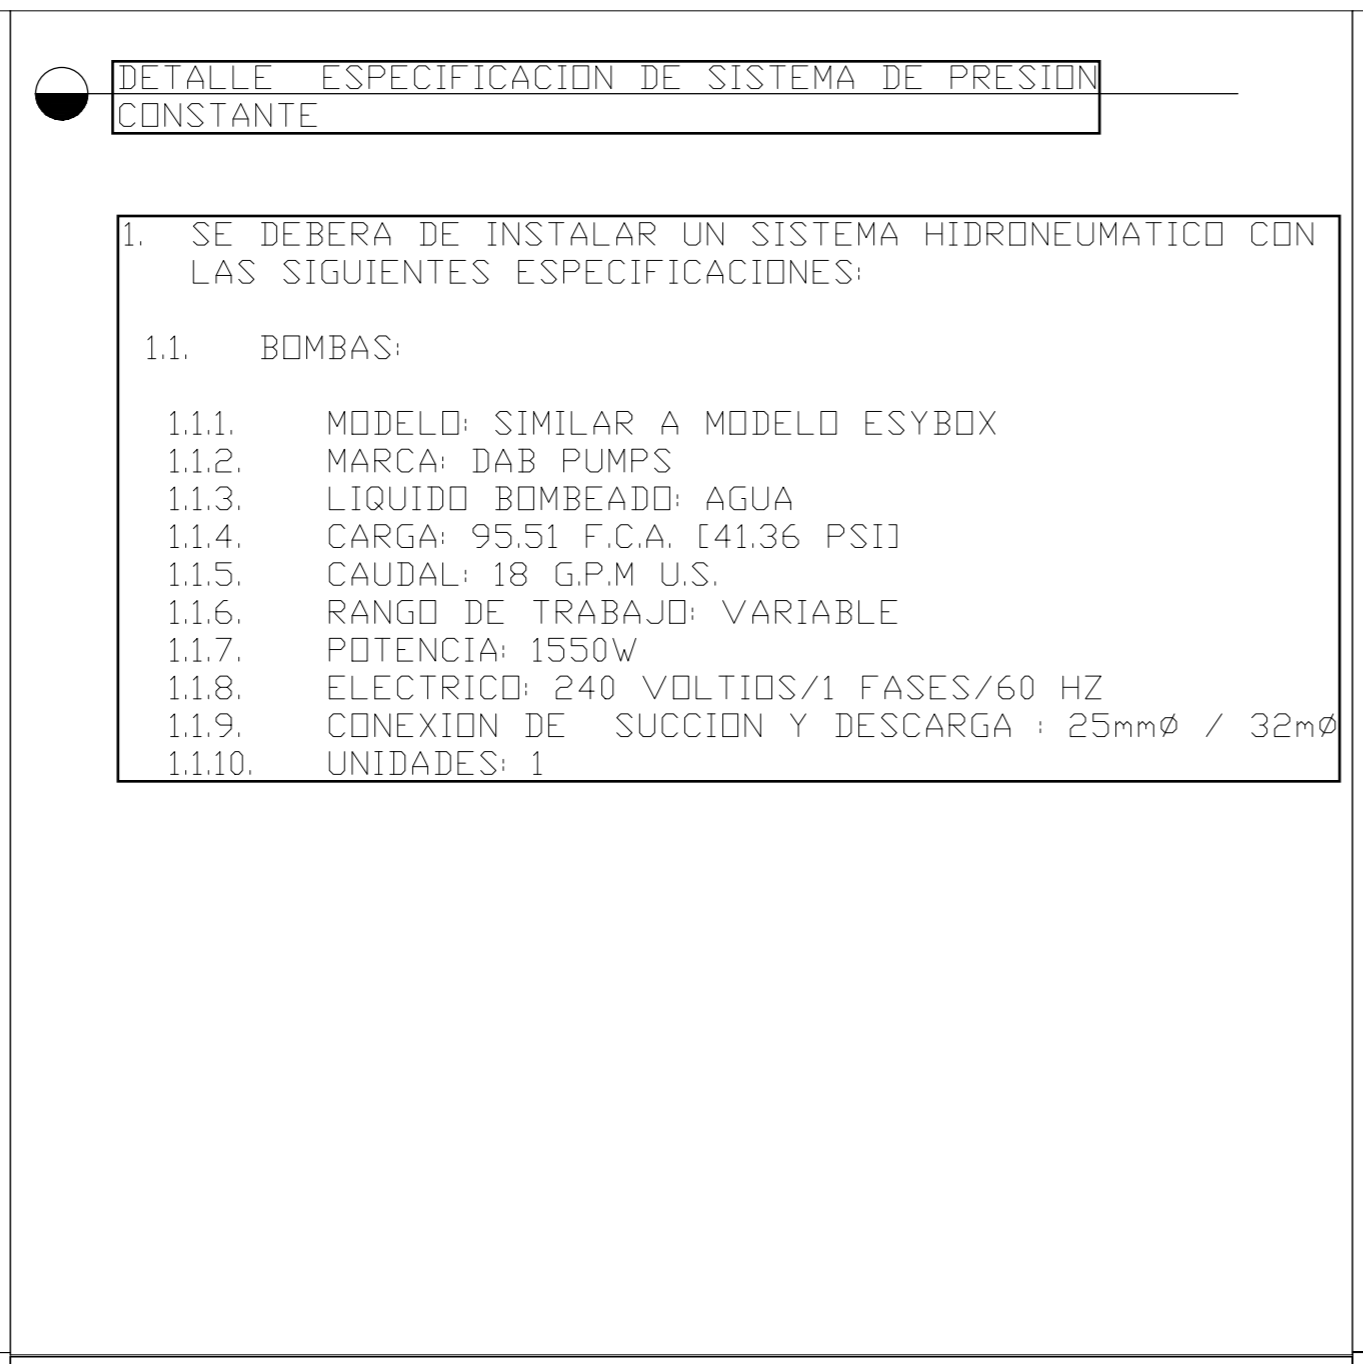 DETALLE ESPECIFICACION DE SISTEMA DE PRESION
CONSTANTE
1. SE DEBERA DE INSTALAR UN SISTEMA HIDRONEUMATICO CON
LAS SIGUIENTES ESPECIFICACIONES:
1.1. BOMBAS:
1.1.1. MODELO: SIMILAR A MODELO ESYBOX
1.1.2. MARCA: DAB PUMPS
1.1.3. LIQUIDO BOMBEADO: AGUA
1.1.4. CARGA: 95.51 F.C.A. [41.36 PSI]
1.1.5. CAUDAL: 18 G.P.M U.S.
1.1.6. RANGO DE TRABAJO: VARIABLE
1.1.7. POTENCIA: 1550W
1.1.8. ELECTRICO: 240 VOLTIOS/1 FASES/60 HZ
1.1.9. CONEXION DE SUCCION Y DESCARGA : 25mmØ / 32mØ
1.1.10. UNIDADES: 1